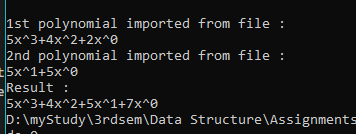 1st polynomial imported from file :
5x^3+4x^2+2x^0
2nd polynomial imported from file :
5x^1+5x^0
Result :
5x^3+4x^2+5x^1+7x^0
D:\myStudy\3rdsem\Data Structure\Assignments